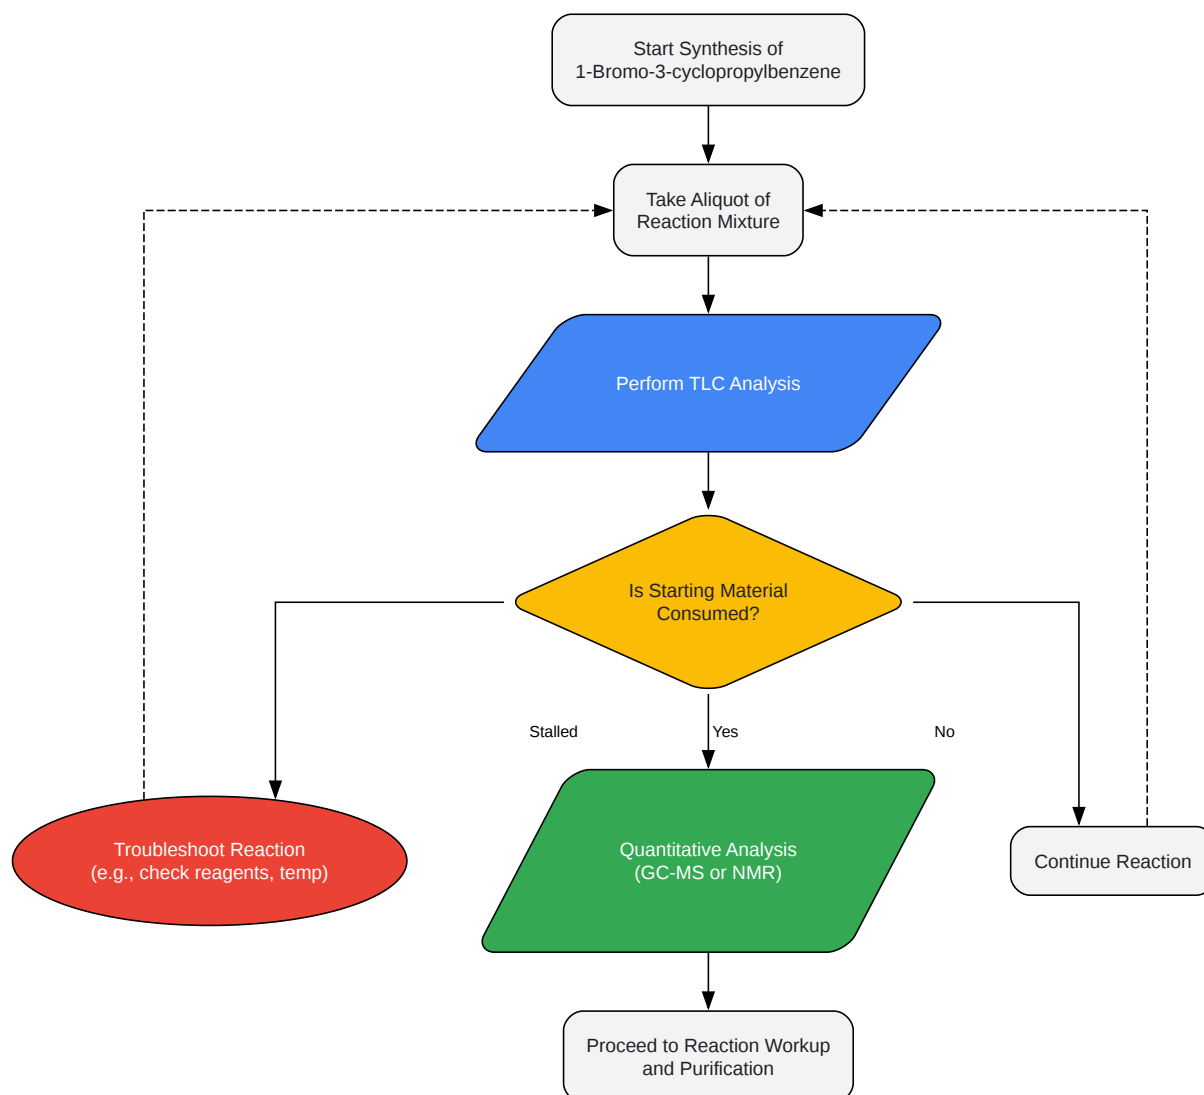 Start Synthesis of
1-Bromo-3-cyclopropylbenzene
Take Aliquot of
Reaction Mixture
Perform TLC Analysis
Is Starting Material
Consumed?
Stalled
Yes
No
Troubleshoot Reaction
(e.g., check reagents, temp)
Quantitative Analysis
(GC-MS or NMR)
Continue Reaction
Proceed to Reaction Workup
and Purification